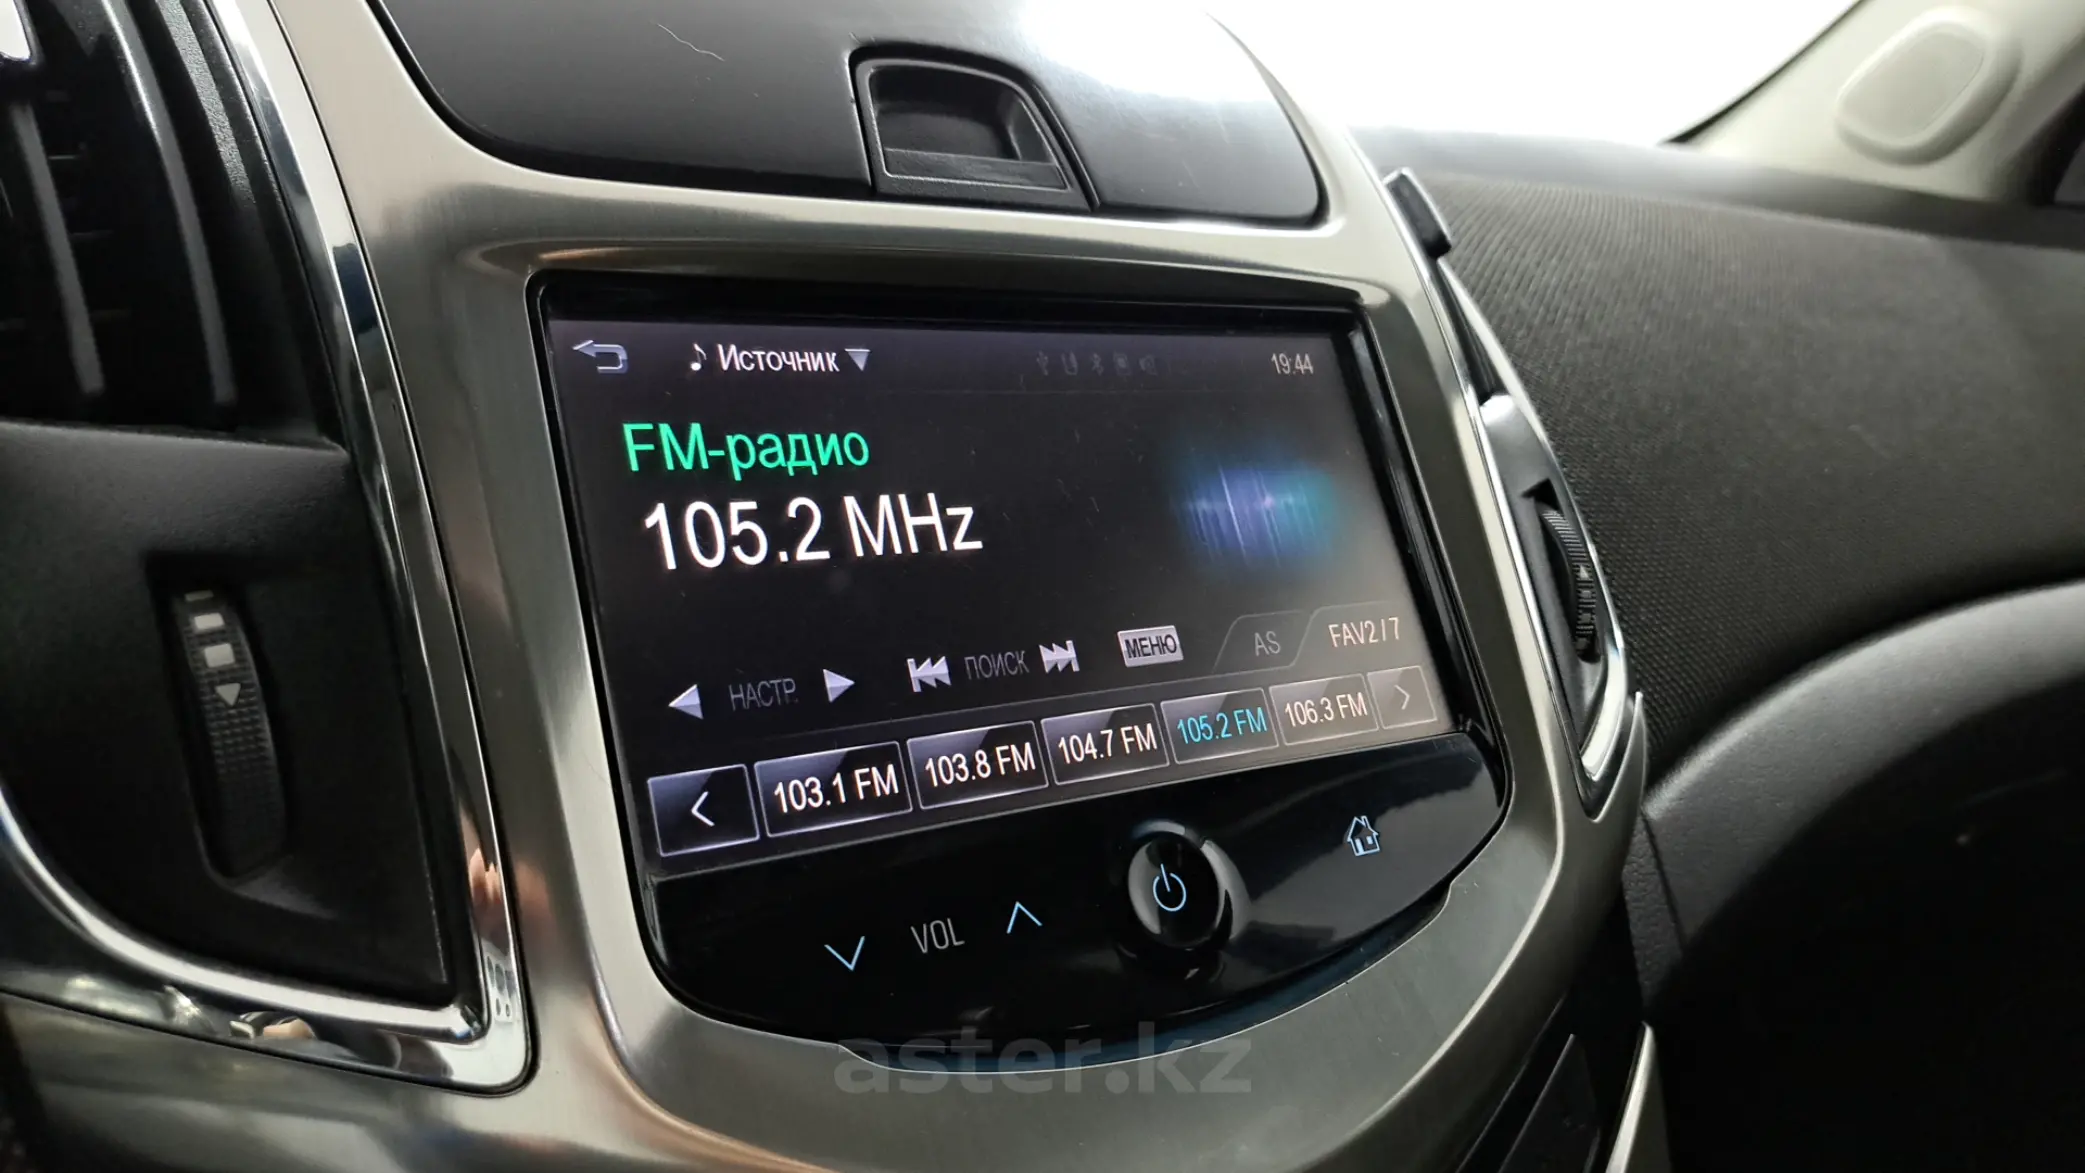 Источник
19:44
FM-радио
105.2 MHz
НАСТР. ПОИСК МЕНЮ AS FAV2 / 7
103.1 FM 103.8 FM 104.7 FM 105.2 FM 106.3 FM
VOL
aster.kz